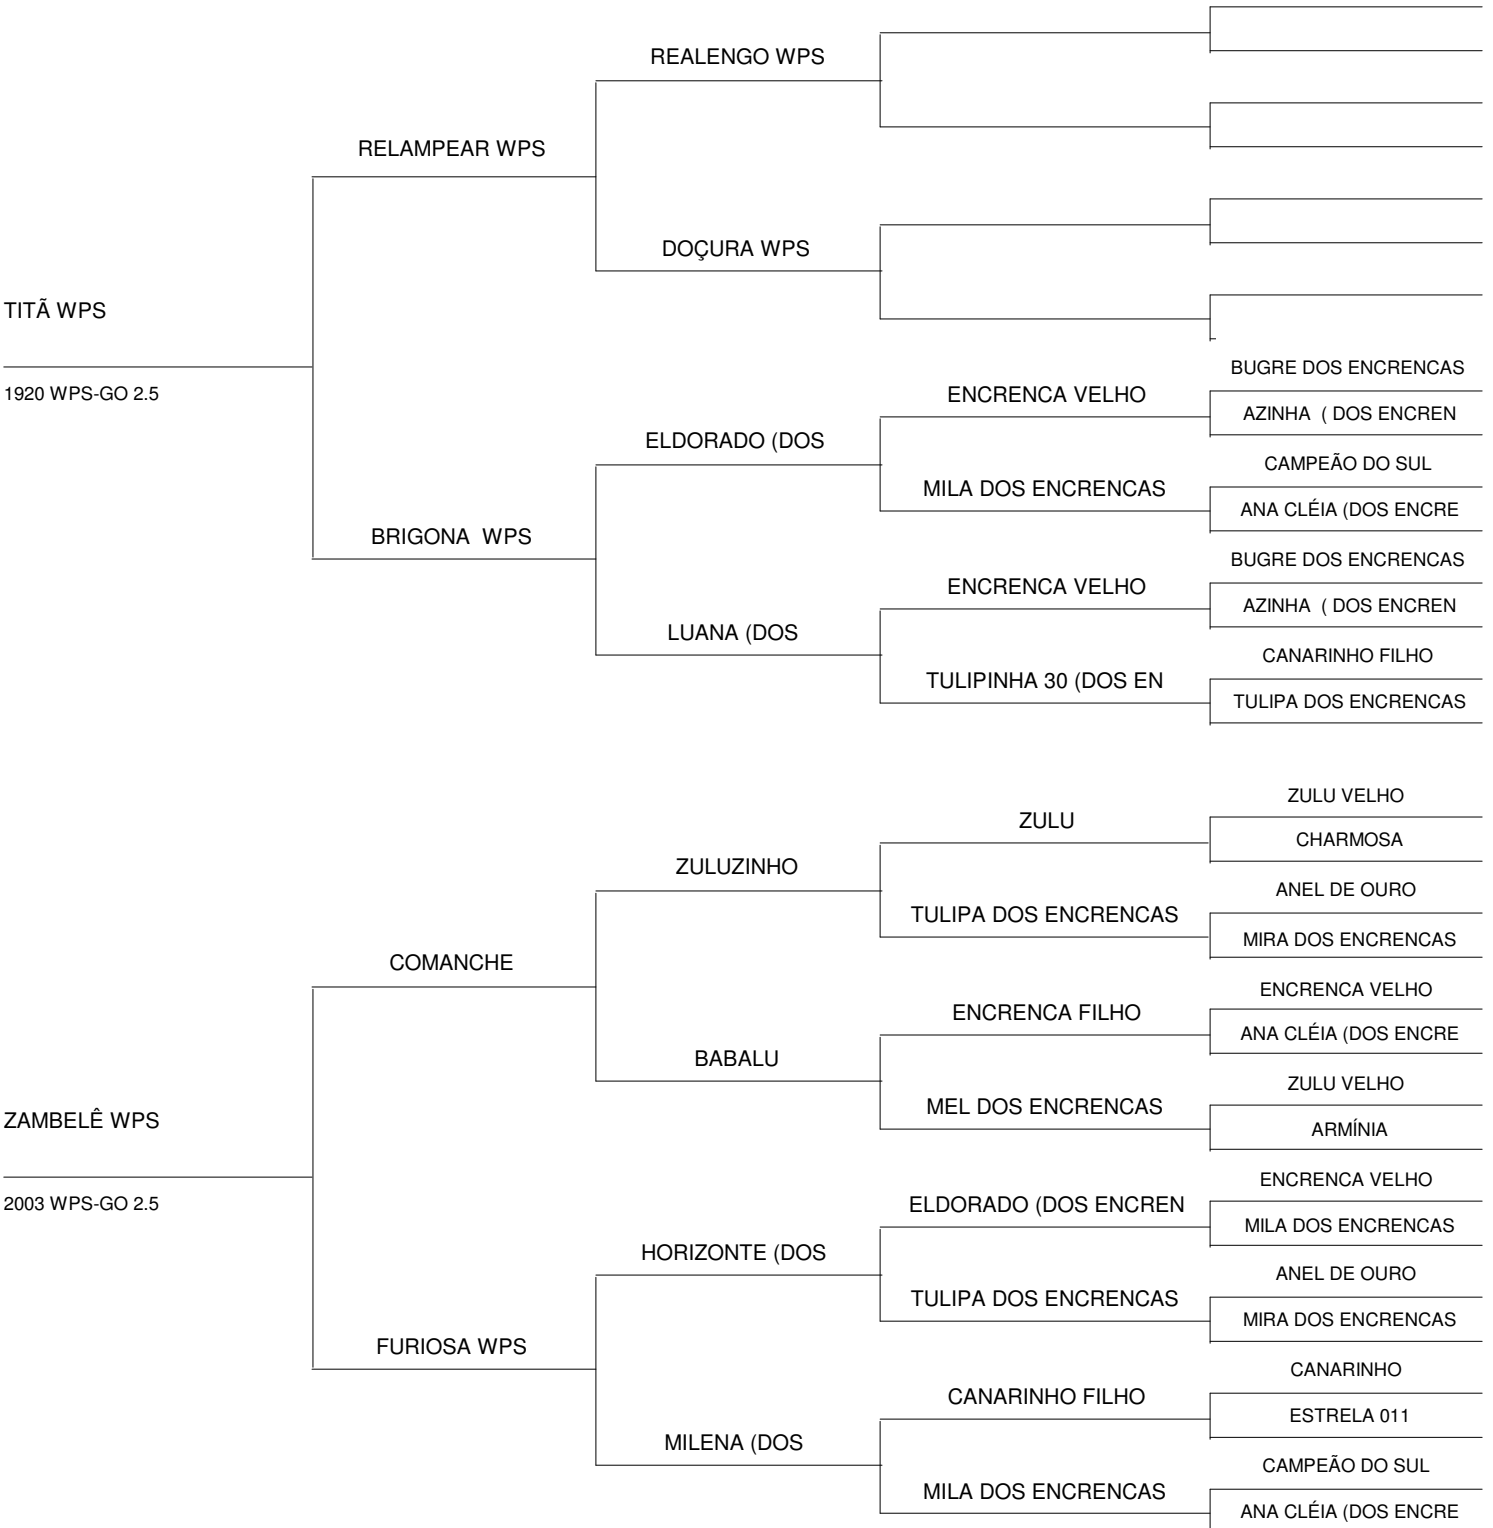 REALENGO WPS
RELAMPEAR WPS
DOÇURA WPS
TITÃ WPS
1920 WPS-GO 2.5
BUGRE DOS ENCRENCAS
ENCRENCA VELHO
AZINHA ( DOS ENCREN
ELDORADO (DOS
CAMPEÃO DO SUL
MILA DOS ENCRENCAS
ANA CLÉIA (DOS ENCRE
BRIGONA WPS
BUGRE DOS ENCRENCAS
ENCRENCA VELHO
AZINHA ( DOS ENCREN
LUANA (DOS
CANARINHO FILHO
TULIPINHA 30 (DOS EN
TULIPA DOS ENCRENCAS
ZULU VELHO
ZULU
CHARMOSA
ZULUZINHO
ANEL DE OURO
TULIPA DOS ENCRENCAS
MIRA DOS ENCRENCAS
COMANCHE
ENCRENCA VELHO
ENCRENCA FILHO
ANA CLÉIA (DOS ENCRE
BABALU
ZULU VELHO
MEL DOS ENCRENCAS
ARMÍNIA
ZAMBELÊ WPS
2003 WPS-GO 2.5
ENCRENCA VELHO
ELDORADO (DOS ENCREN
MILA DOS ENCRENCAS
HORIZONTE (DOS
ANEL DE OURO
TULIPA DOS ENCRENCAS
MIRA DOS ENCRENCAS
FURIOSA WPS
CANARINHO
CANARINHO FILHO
ESTRELA 011
MILENA (DOS
CAMPEÃO DO SUL
MILA DOS ENCRENCAS
ANA CLÉIA (DOS ENCRE